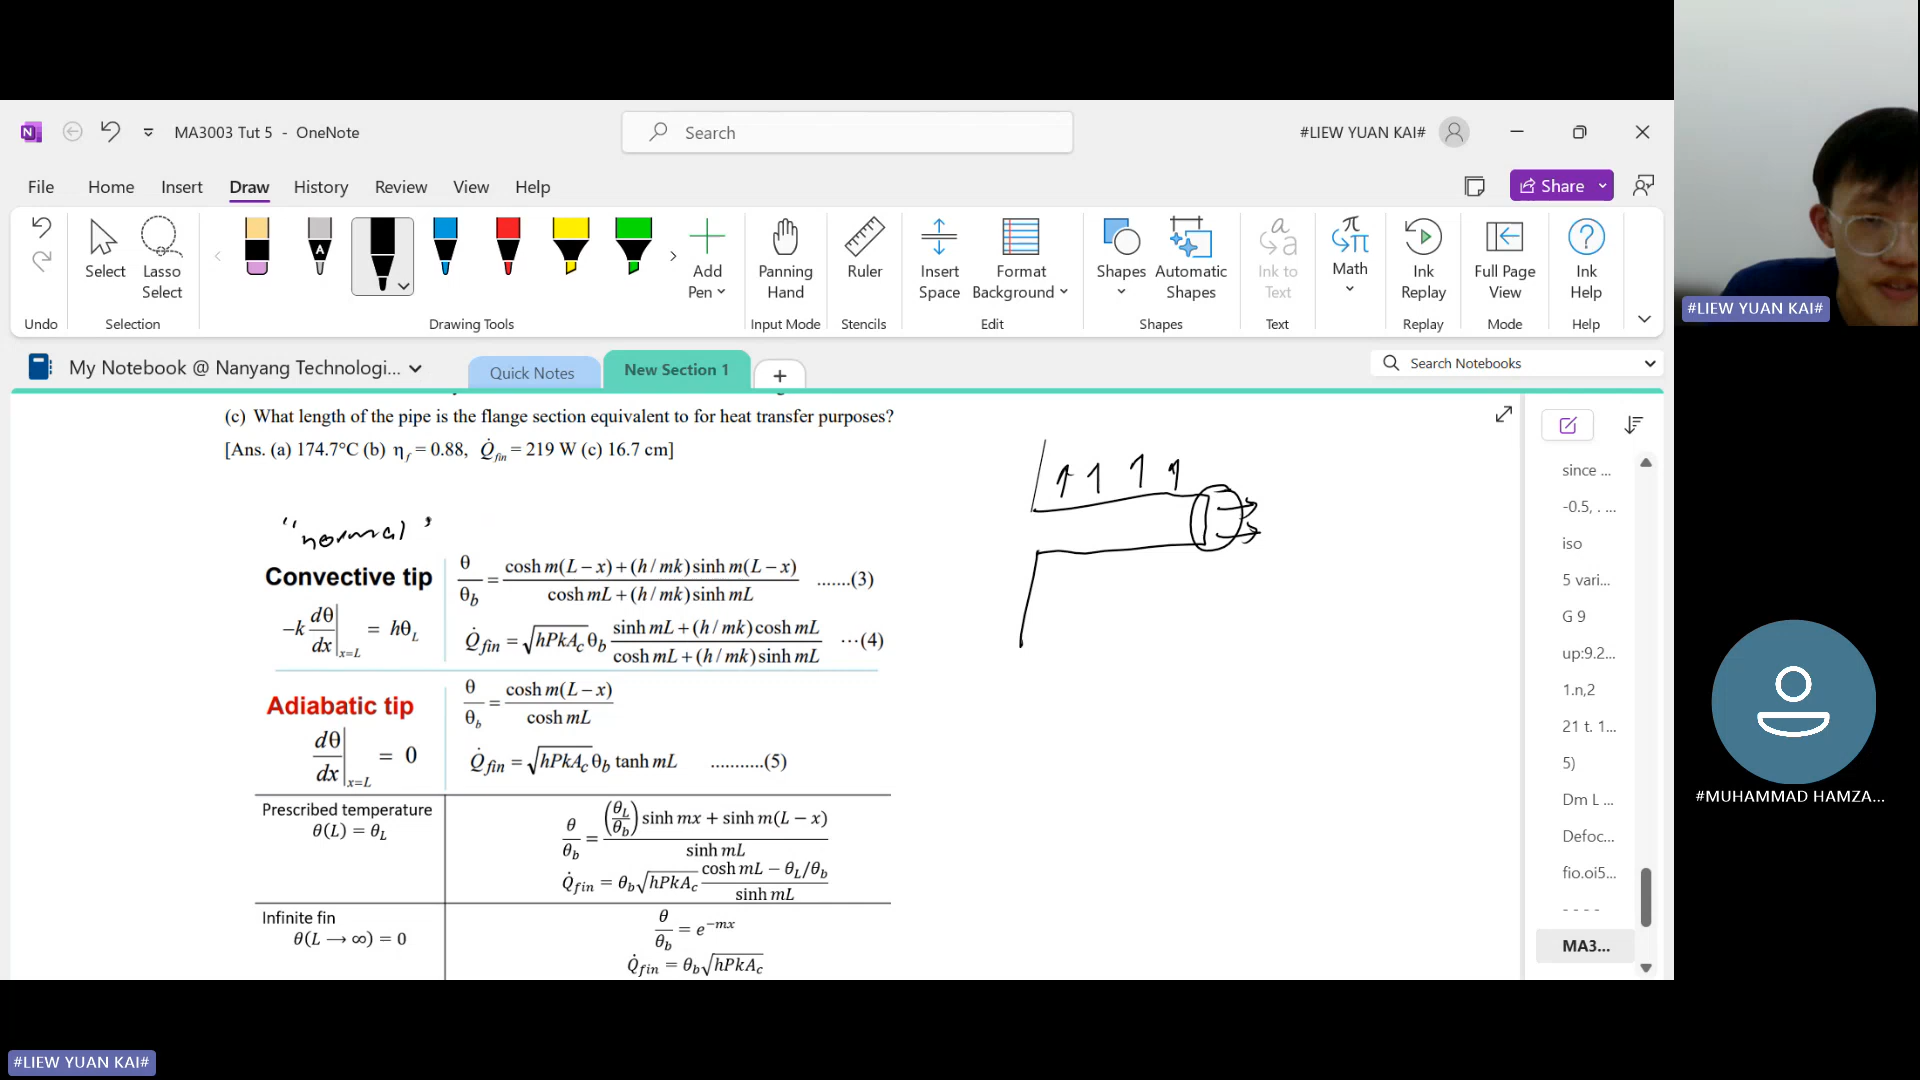 MA3003 Tut 5 - OneNote
Search
#LIEW YUAN KAI#
File Home Insert Draw History Review View Help
Share
Select
Lasso Select
Add Pen
Panning Hand
Ruler
Insert Space
Format Background
Shapes
Automatic Shapes
Ink to Text
Math
Ink Replay
Full Page View
Ink Help
Undo Selection Drawing Tools Input Mode Stencils Edit Shapes Text Replay Mode Help
My Notebook @ Nanyang Technologi...
Quick Notes
New Section 1
Search Notebooks
(c) What length of the pipe is the flange section equivalent to for heat transfer purposes?
[Ans. (a) 174.7°C (b) η_f = 0.88, Q̇_fin = 219 W (c) 16.7 cm]
"normal"
Convective tip
θ/θ_b = (cosh m(L − x) + (h / mk) sinh m(L − x)) / (cosh mL + (h / mk) sinh mL) .......(3)
−k dθ/dx|_{x=L} = hθ_L
Q̇_fin = √(hPkA_c) θ_b (sinh mL + (h / mk) cosh mL) / (cosh mL + (h / mk) sinh mL) ···(4)
Adiabatic tip
θ/θ_b = cosh m(L − x) / cosh mL
dθ/dx|_{x=L} = 0
Q̇_fin = √(hPkA_c) θ_b tanh mL ...........(5)
Prescribed temperature
θ(L) = θ_L
θ/θ_b = ((θ_L/θ_b) sinh mx + sinh m(L − x)) / sinh mL
Q̇_fin = θ_b √(hPkA_c) (cosh mL − θ_L/θ_b) / sinh mL
Infinite fin
θ(L → ∞) = 0
θ/θ_b = e^{−mx}
Q̇_fin = θ_b √(hPkA_c)
since ...
-0.5, . ...
iso
5 vari...
G 9
up:9.2...
1.n,2
21 t. 1...
5)
Dm L ...
Defoc...
fio.oi5...
- - - -
MA3...
#LIEW YUAN KAI#
#MUHAMMAD HAMZA...
#LIEW YUAN KAI#